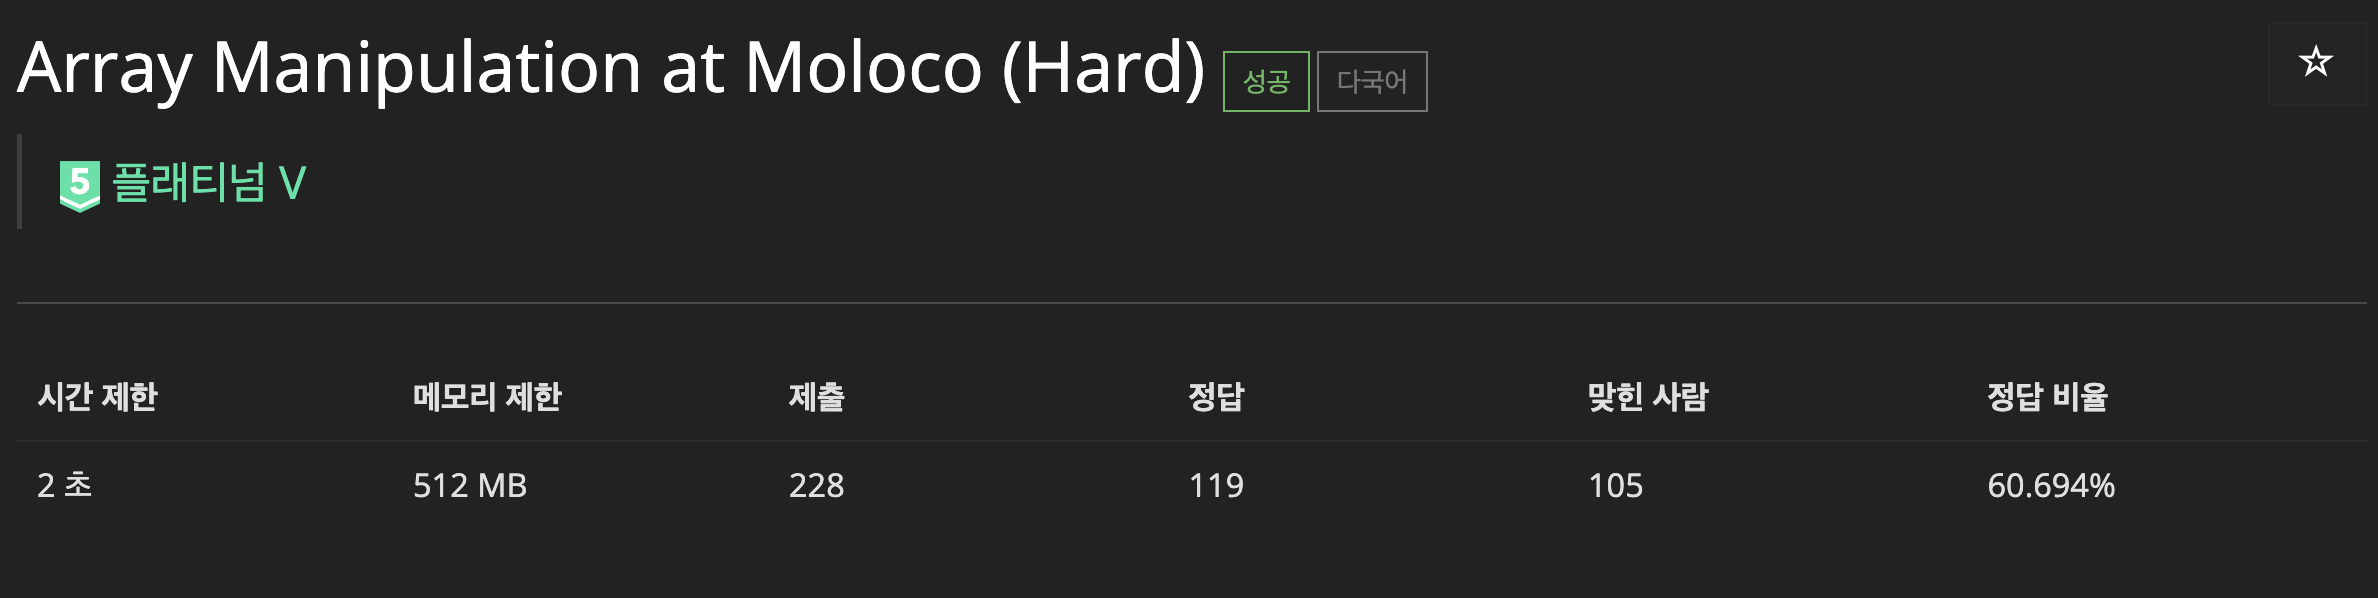 Array Manipulation at Moloco (Hard) 성공 다국어
5 플래티넘 V
시간 제한 메모리 제한 제출 정답 맞힌 사람 정답 비율
2 초 512 MB 228 119 105 60.694%